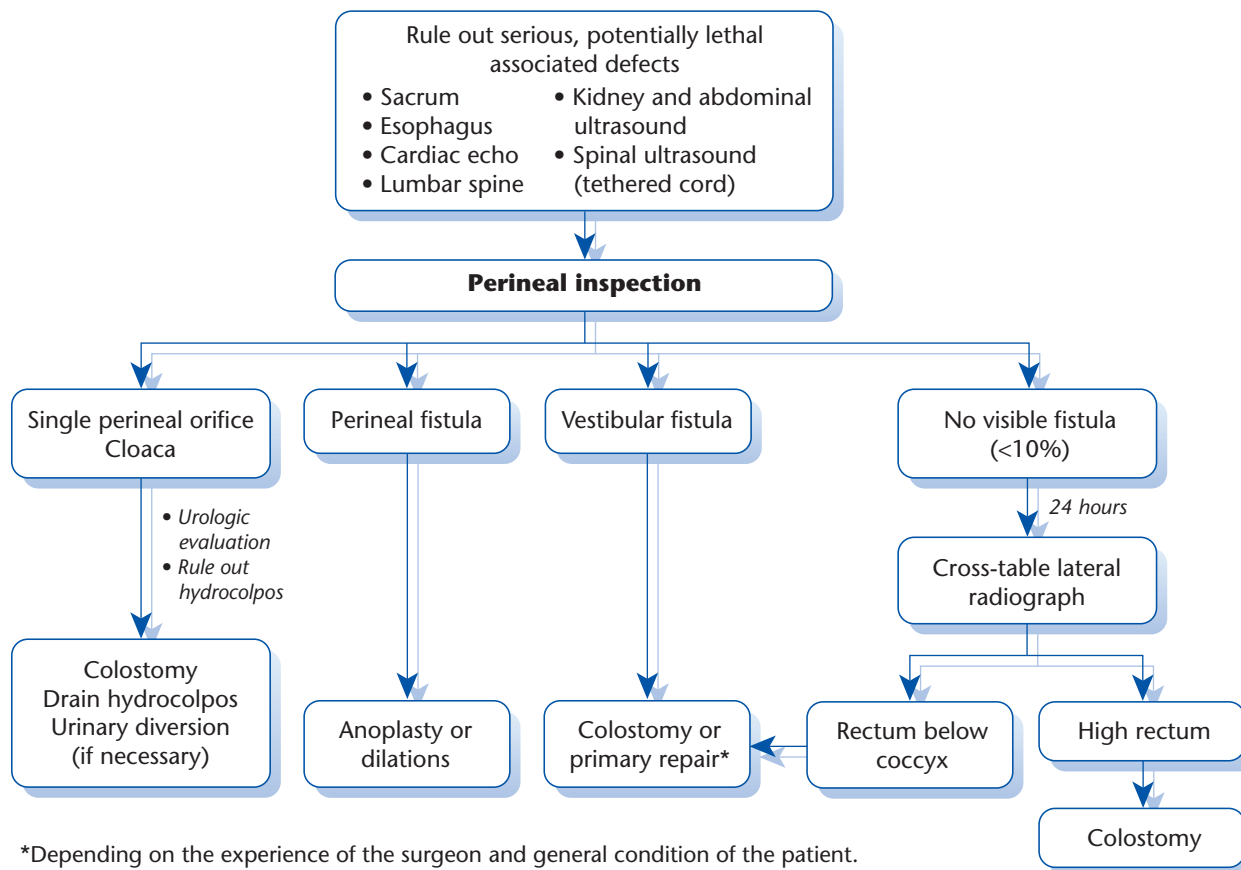 Rule out serious, potentially lethal
associated defects
• Sacrum
• Esophagus
• Cardiac echo
• Lumbar spine
• Kidney and abdominal
ultrasound
• Spinal ultrasound
(tethered cord)
Perineal inspection
Single perineal orifice
Cloaca
Perineal fistula
Vestibular fistula
No visible fistula
(<10%)
• Urologic
evaluation
• Rule out
hydrocolpos
24 hours
Cross-table lateral
radiograph
Colostomy
Drain hydrocolpos
Urinary diversion
(if necessary)
Anoplasty or
dilations
Colostomy or
primary repair*
Rectum below
coccyx
High rectum
Colostomy
*Depending on the experience of the surgeon and general condition of the patient.